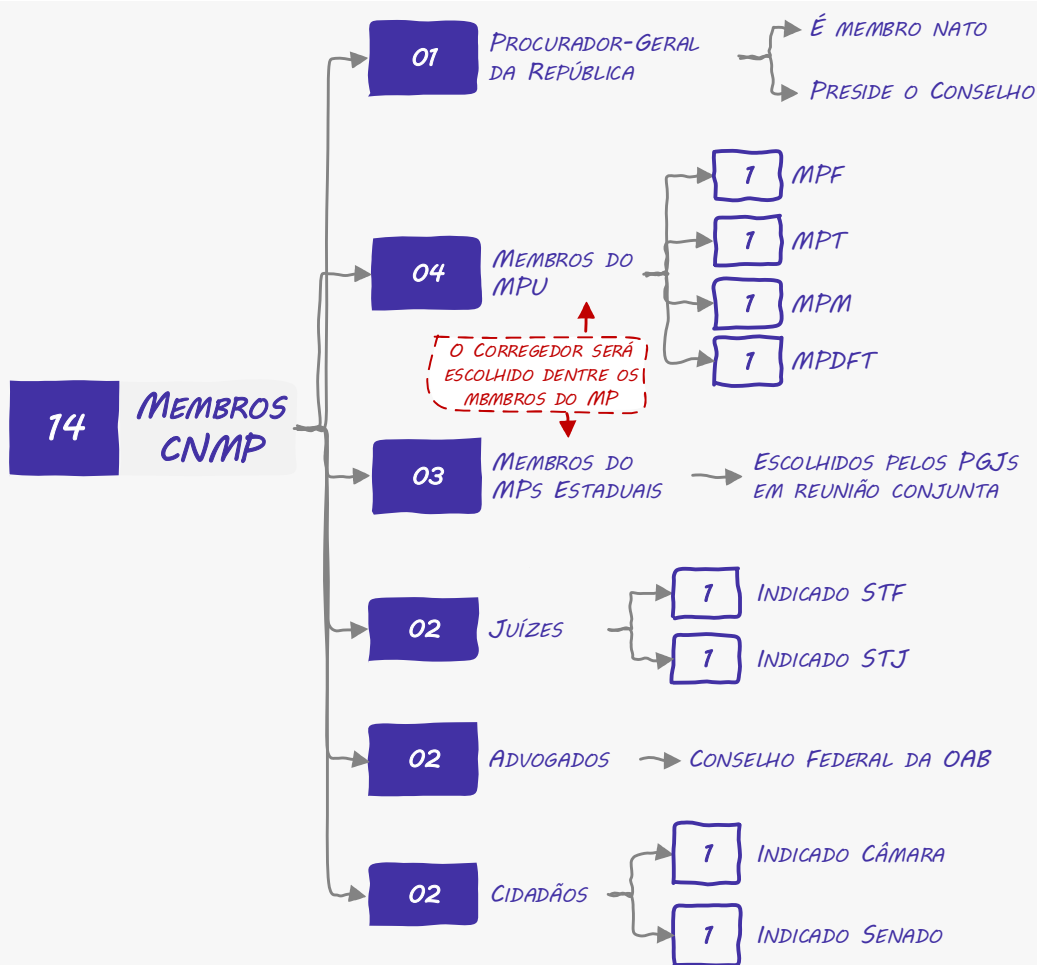 14
Membros
CNMP
01
Procurador-Geral
da República
É membro nato
Preside o Conselho
04
Membros do
MPU
1 MPF
1 MPT
1 MPM
1 MPDFT
O Corregedor será
escolhido dentre os
mbmbros do MP
03
Membros do
MPs Estaduais
Escolhidos pelos PGJs
em reunião conjunta
02
Juízes
1 Indicado STF
1 Indicado STJ
02
Advogados
Conselho Federal da OAB
02
Cidadãos
1 Indicado Câmara
1 Indicado Senado